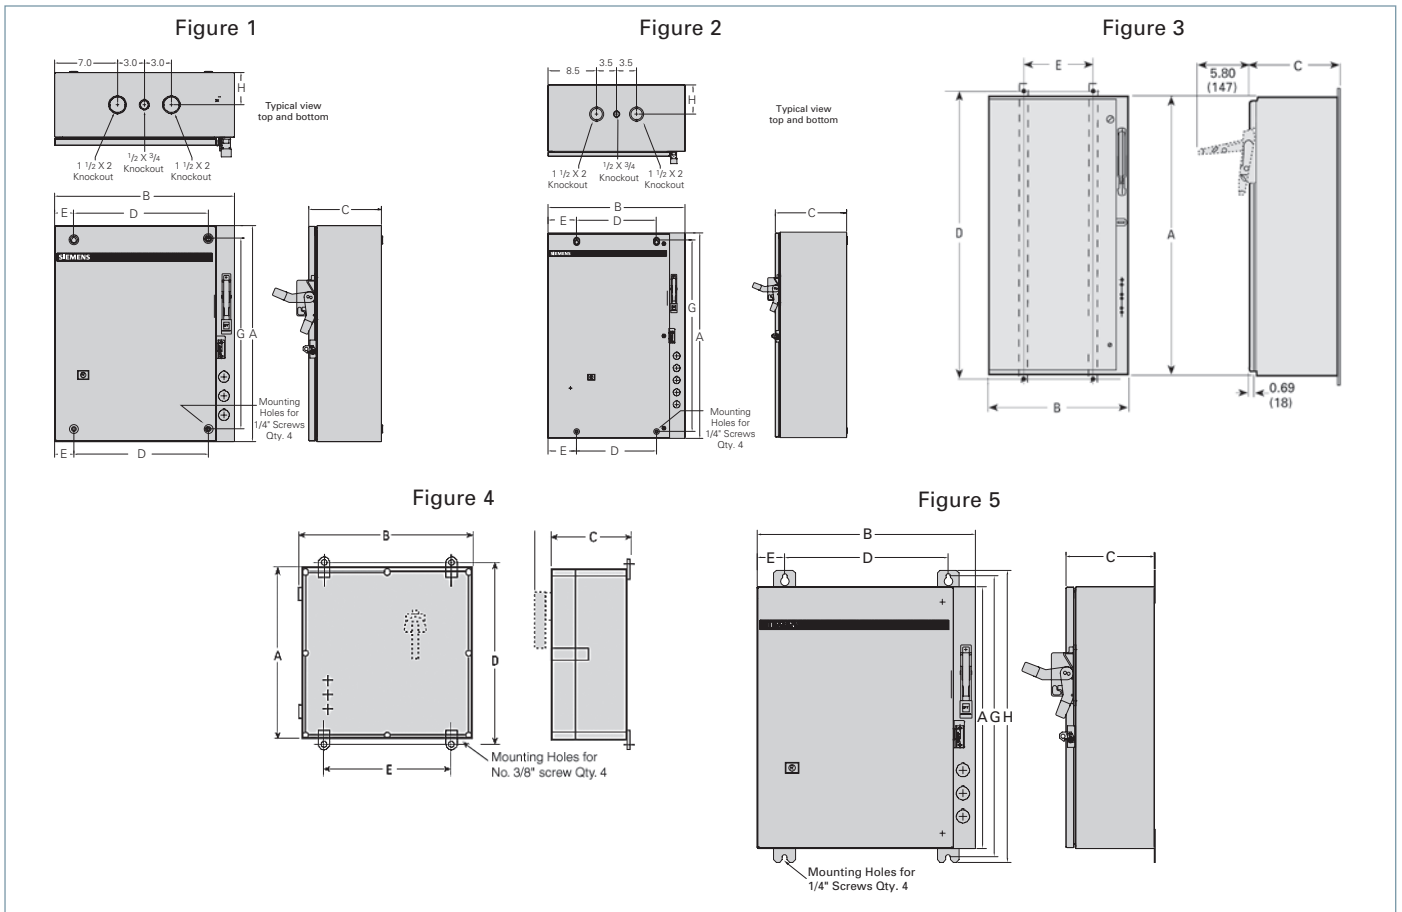 Figure 1
7.0
3.0
3.0
H
Typical view
top and bottom
1 1/2 X 2
Knockout
1/2 X 3/4
Knockout
1 1/2 X 2
Knockout
B
E
D
C
SIEMENS
G
A
Mounting
Holes for
1/4" Screws
Qty. 4
E
D
Figure 2
8.5
3.5
3.5
H
Typical view
top and bottom
1 1/2 X 2
Knockout
1/2 X 3/4
Knockout
1 1/2 X 2
Knockout
B
E
D
C
SIEMENS
G
A
Mounting
Holes for
1/4" Screws
Qty. 4
E
D
Figure 3
E
5.80
(147)
C
D
A
B
0.69
(18)
Figure 4
B
C
A
D
E
Mounting Holes for
No. 3/8" screw Qty. 4
Figure 5
B
E
D
C
A
G
H
Mounting Holes for
1/4" Screws Qty. 4